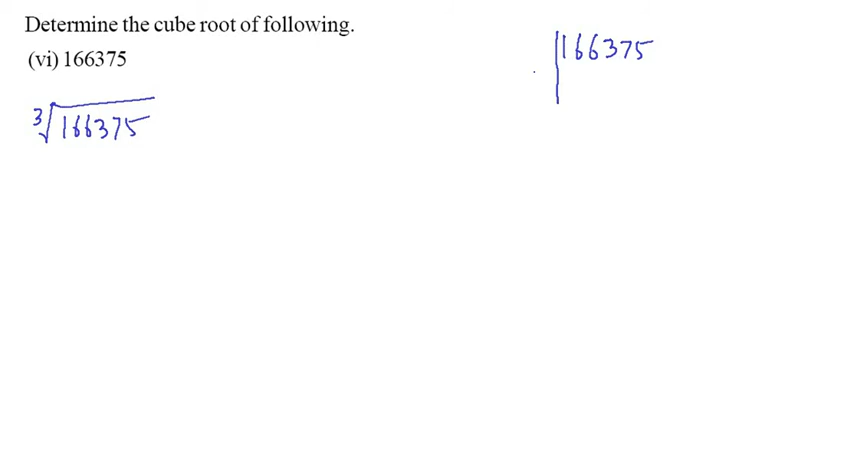 Determine the cube root of following.
(vi) 166375
166375
∛166375